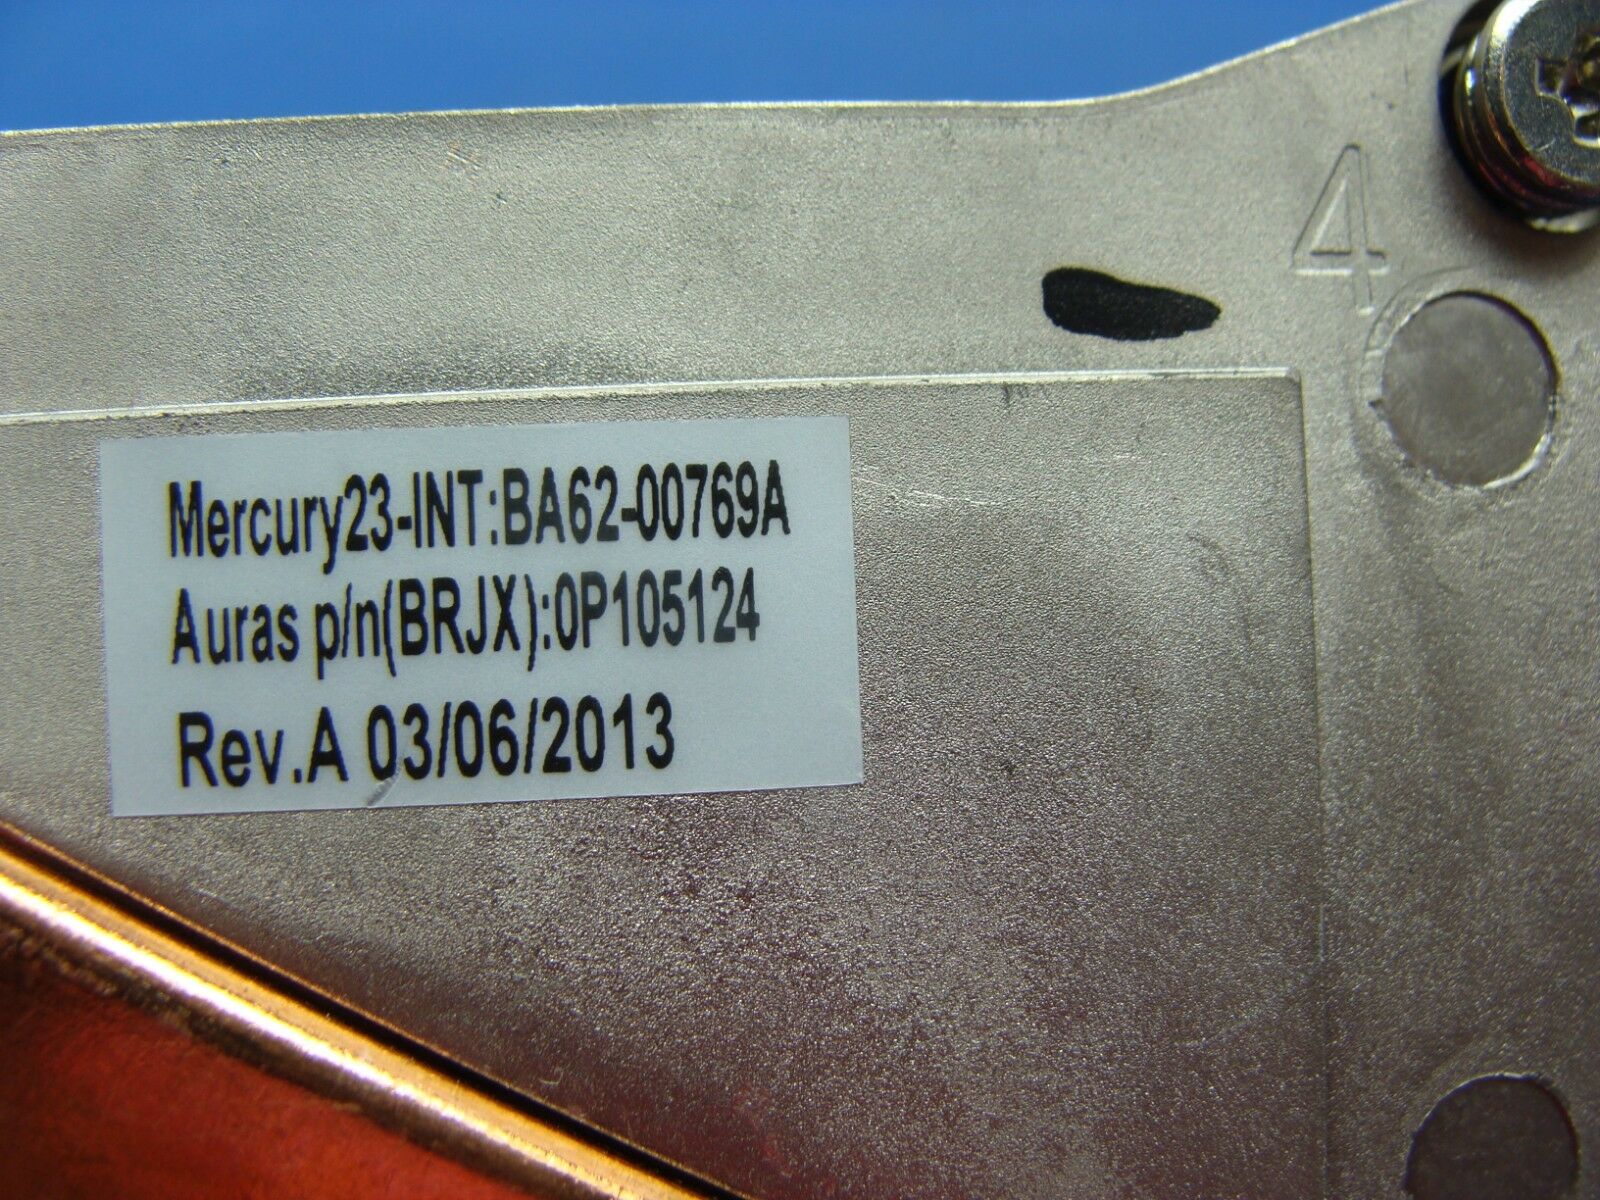 4
Mercury23-INT:BA62-00769A
Auras p/n(BRJX):0P105124
Rev.A 03/06/2013